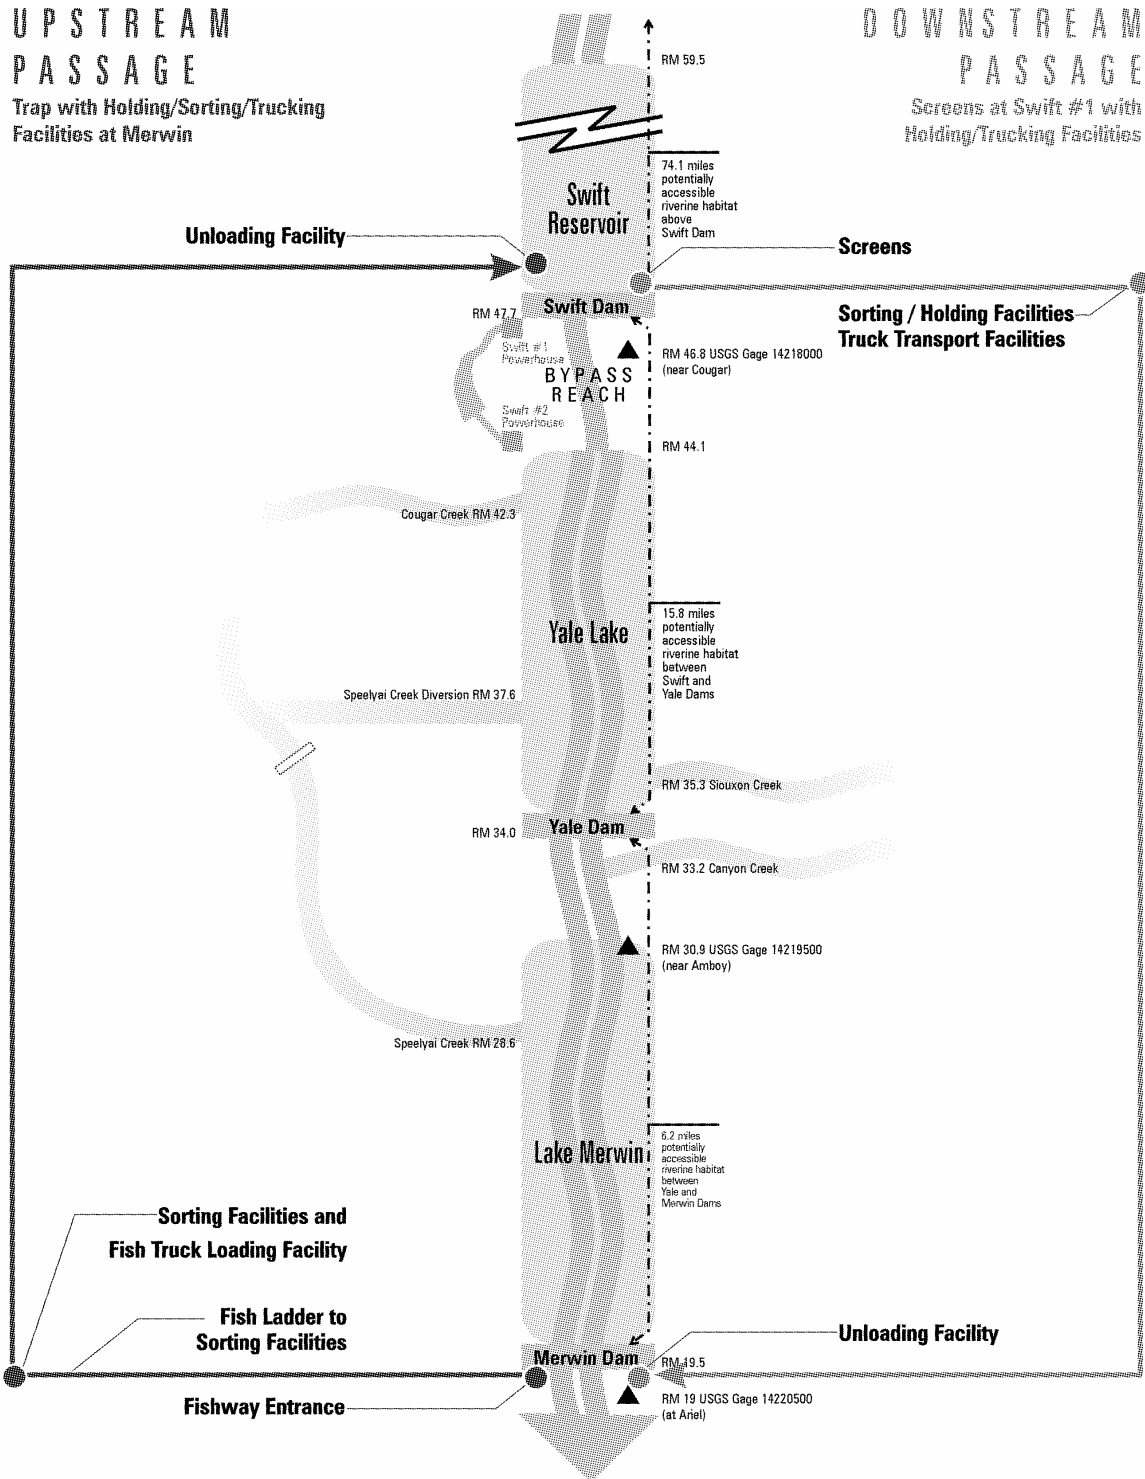 UPSTREAM
PASSAGE
Trap with Holding/Sorting/Trucking
Facilities at Merwin
DOWNSTREAM
PASSAGE
Screens at Swift #1 with
Holding/Trucking Facilities
RM 59.5
74.1 miles
potentially
accessible
riverine habitat
above
Swift Dam
Swift
Reservoir
Unloading Facility
Screens
Swift Dam
RM 47.7
Sorting / Holding Facilities
Truck Transport Facilities
Swift #1
Powerhouse
RM 46.8 USGS Gage 14218000
(near Cougar)
BYPASS
REACH
Swift #2
Powerhouse
RM 44.1
Cougar Creek RM 42.3
Yale Lake
15.8 miles
potentially
accessible
riverine habitat
between
Swift and
Yale Dams
Speelyai Creek Diversion RM 37.6
RM 35.3 Siouxon Creek
Yale Dam
RM 34.0
RM 33.2 Canyon Creek
RM 30.9 USGS Gage 14219500
(near Amboy)
Speelyai Creek RM 28.6
Lake Merwin
6.2 miles
potentially
accessible
riverine habitat
between
Yale and
Merwin Dams
Sorting Facilities and
Fish Truck Loading Facility
Fish Ladder to
Sorting Facilities
Unloading Facility
Merwin Dam
RM 19.5
Fishway Entrance
RM 19 USGS Gage 14220500
(at Ariel)